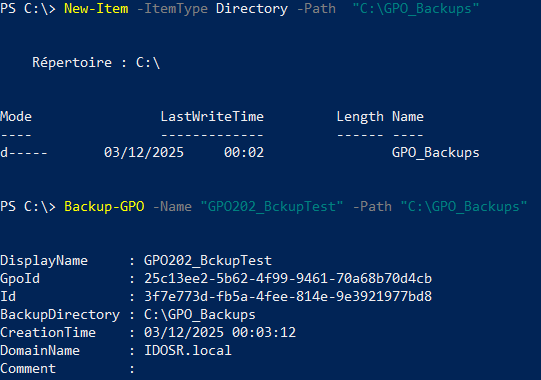 PS C:\> New-Item -ItemType Directory -Path  "C:\GPO_Backups"
Répertoire : C:\
Mode                LastWriteTime         Length Name
----                -------------         ------ ----
d-----       03/12/2025     00:02                GPO_Backups
PS C:\> Backup-GPO -Name "GPO202_BckupTest" -Path "C:\GPO_Backups"
DisplayName     : GPO202_BckupTest
GpoId           : 25c13ee2-5b62-4f99-9461-70a68b70d4cb
Id              : 3f7e773d-fb5a-4fee-814e-9e3921977bd8
BackupDirectory : C:\GPO_Backups
CreationTime    : 03/12/2025 00:03:12
DomainName      : IDOSR.local
Comment         :